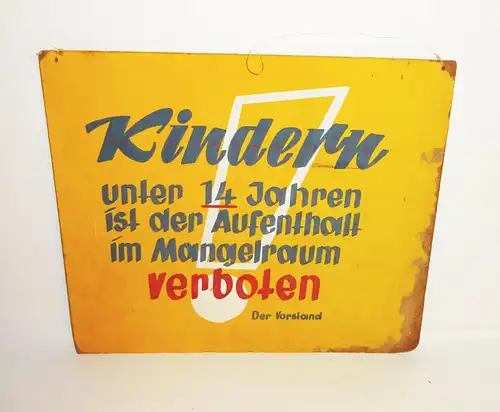 Kindern
unter 14 Jahren
ist der Aufenthalt
im Mangelraum
verboten
Der Vorstand